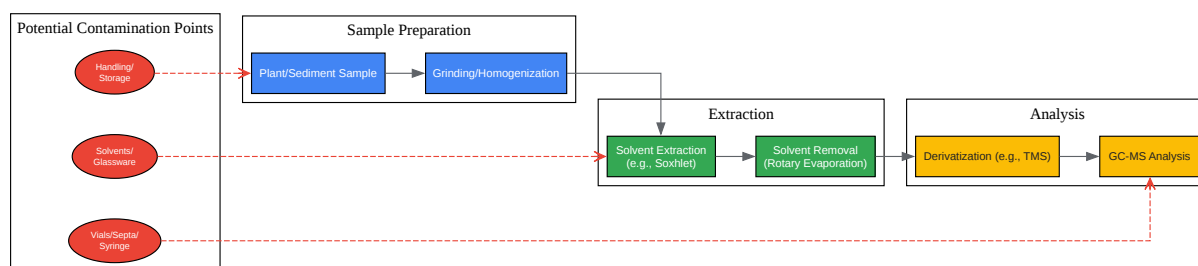 Potential Contamination Points
Handling/
Storage
Solvents/
Glassware
Vials/Septa/
Syringe
Sample Preparation
Plant/Sediment Sample
Grinding/Homogenization
Extraction
Solvent Extraction
(e.g., Soxhlet)
Solvent Removal
(Rotary Evaporation)
Analysis
Derivatization (e.g., TMS)
GC-MS Analysis